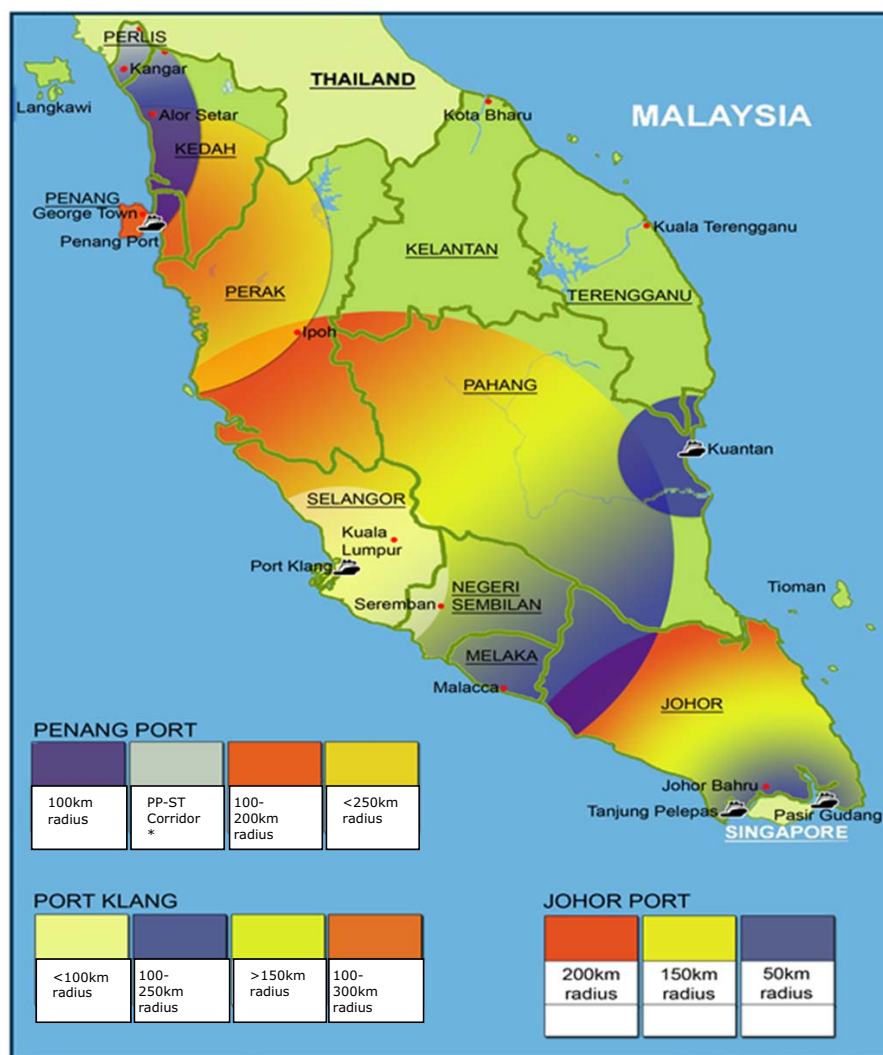 PERLIS
Kangar
THAILAND
Langkawi
Alor Setar
Kota Bharu
MALAYSIA
KEDAH
PENANG
George Town
Penang Port
Kuala Terengganu
KELANTAN
PERAK
TERENGGANU
Ipoh
PAHANG
Kuantan
SELANGOR
Kuala
Lumpur
Port Klang
Tioman
NEGERI
SEMBILAN
Seremban
MELAKA
Malacca
JOHOR
Johor Bahru
Tanjung Pelepas
Pasir Gudang
SINGAPORE
PENANG PORT
100km
radius
PP-ST
Corridor
*
100-
200km
radius
<250km
radius
PORT KLANG
<100km
radius
100-
250km
radius
>150km
radius
100-
300km
radius
JOHOR PORT
200km
radius
150km
radius
50km
radius